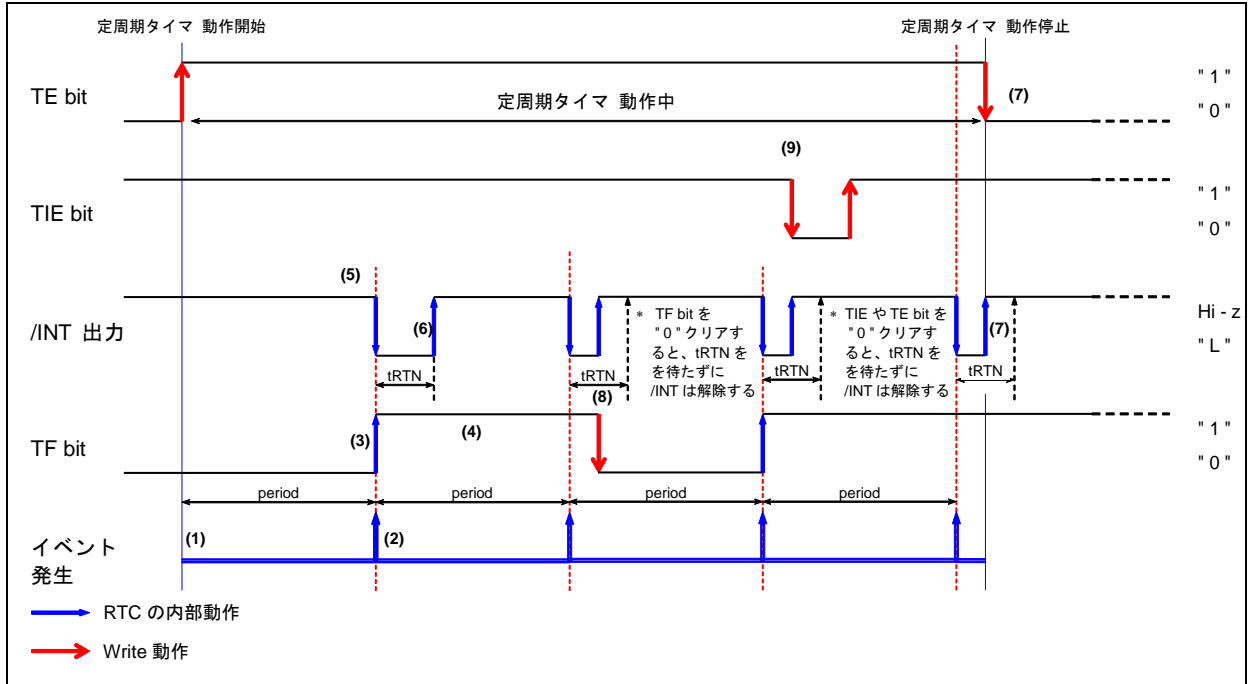 定周期タイマ 動作開始
定周期タイマ 動作停止
TE bit
定周期タイマ 動作中
(7)
" 1 "
" 0 "
(9)
TIE bit
" 1 "
" 0 "
(5)
/INT 出力
(6)
tRTN
tRTN
(8)
* TF bit を
"0"クリアす
ると、tRTN を
を待たずに
/INT は解除する
tRTN
* TIE や TE bit を
"0"クリアす
ると、tRTN を
を待たずに
/INT は解除する
(7)
tRTN
Hi - z
" L "
TF bit
(3)
(4)
" 1 "
" 0 "
period
period
period
period
イベント
発生
(1)
(2)
RTC の内部動作
Write 動作